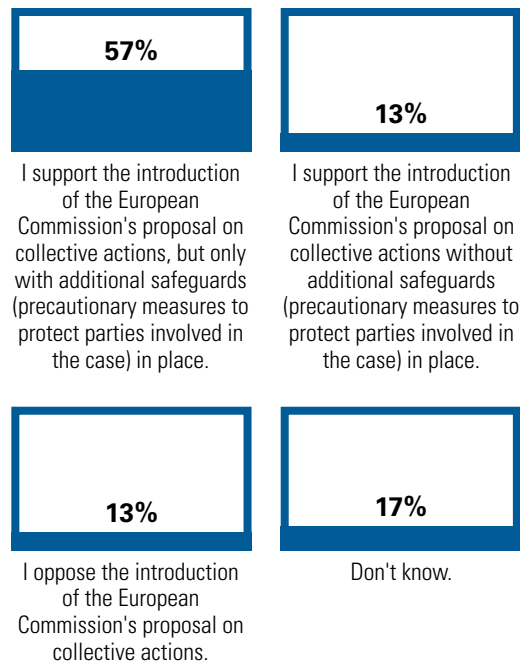 57%
I support the introduction
of the European
Commission's proposal on
collective actions, but only
with additional safeguards
(precautionary measures to
protect parties involved in
the case) in place.
13%
I support the introduction
of the European
Commission's proposal on
collective actions without
additional safeguards
(precautionary measures to
protect parties involved in
the case) in place.
13%
I oppose the introduction
of the European
Commission's proposal on
collective actions.
17%
Don't know.